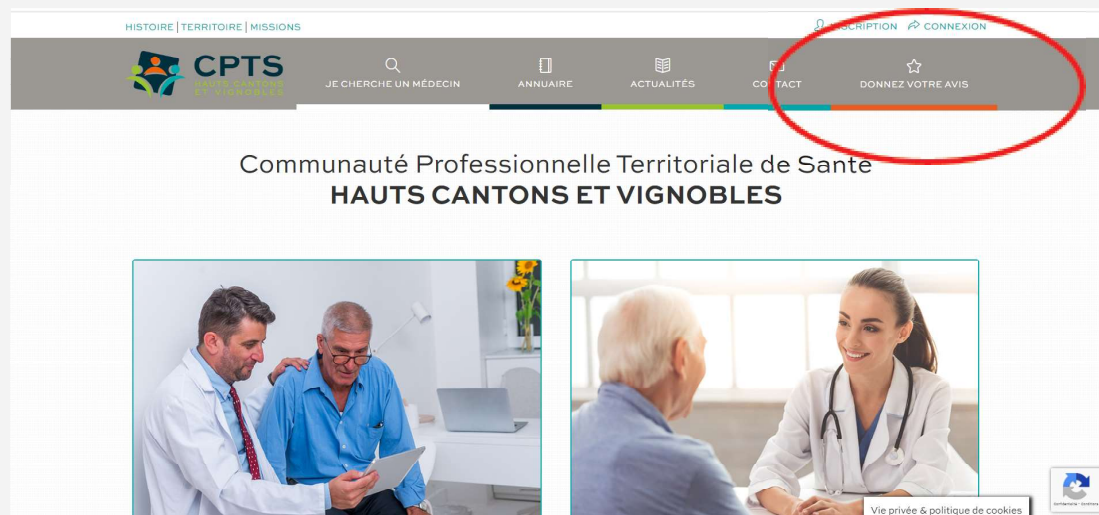 HISTOIRE | TERRITOIRE | MISSIONS
INSCRIPTION CONNEXION
CPTS
HAUTS CANTONS
ET VIGNOBLES
JE CHERCHE UN MÉDECIN
ANNUAIRE
ACTUALITÉS
CONTACT
DONNEZ VOTRE AVIS
Communauté Professionnelle Territoriale de Santé
HAUTS CANTONS ET VIGNOBLES
Vie privée & politique de cookies